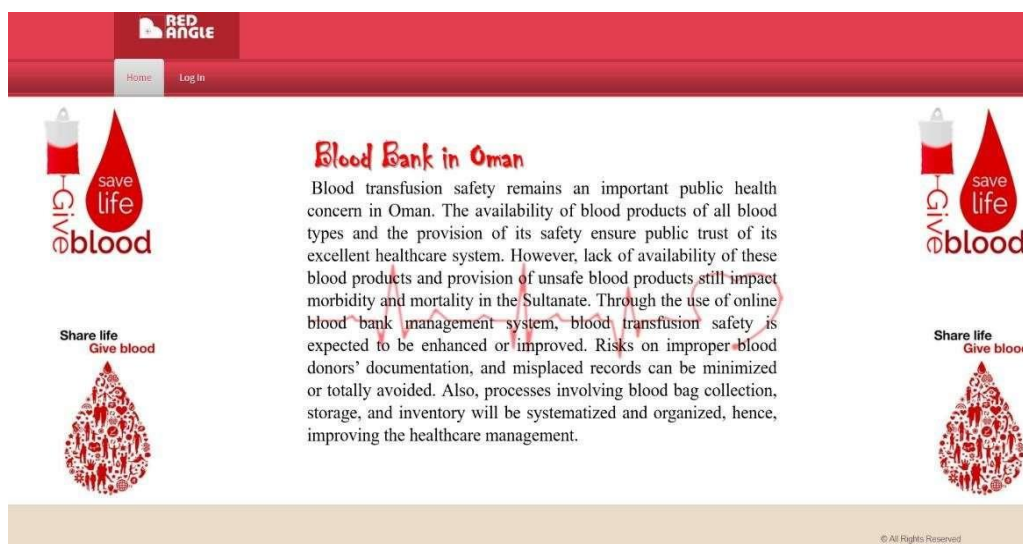 RED
ANGLE
Home
Log In
save
life
Give
blood
Share life
Give blood
Blood Bank in Oman
Blood transfusion safety remains an important public health
concern in Oman. The availability of blood products of all blood
types and the provision of its safety ensure public trust of its
excellent healthcare system. However, lack of availability of these
blood products and provision of unsafe blood products still impact
morbidity and mortality in the Sultanate. Through the use of online
blood bank management system, blood transfusion safety is
expected to be enhanced or improved. Risks on improper blood
donors' documentation, and misplaced records can be minimized
or totally avoided. Also, processes involving blood bag collection,
storage, and inventory will be systematized and organized, hence,
improving the healthcare management.
save
life
Give
blood
Share life
Give blood
© All Rights Reserved